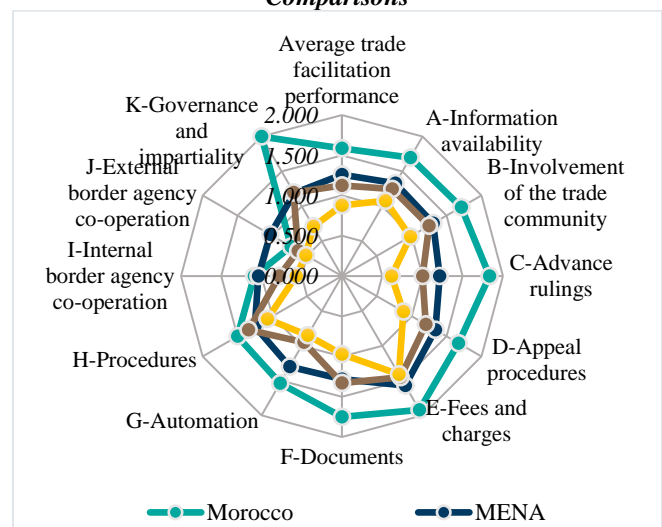 Comparisons
Average trade
facilitation
performance
A-Information
availability
B-Involvement
of the trade
community
C-Advance
rulings
D-Appeal
procedures
E-Fees and
charges
F-Documents
G-Automation
H-Procedures
I-Internal
border agency
co-operation
J-External
border agency
co-operation
K-Governance
and
impartiality
2.000
1.500
1.000
0.500
0.000
Morocco
MENA